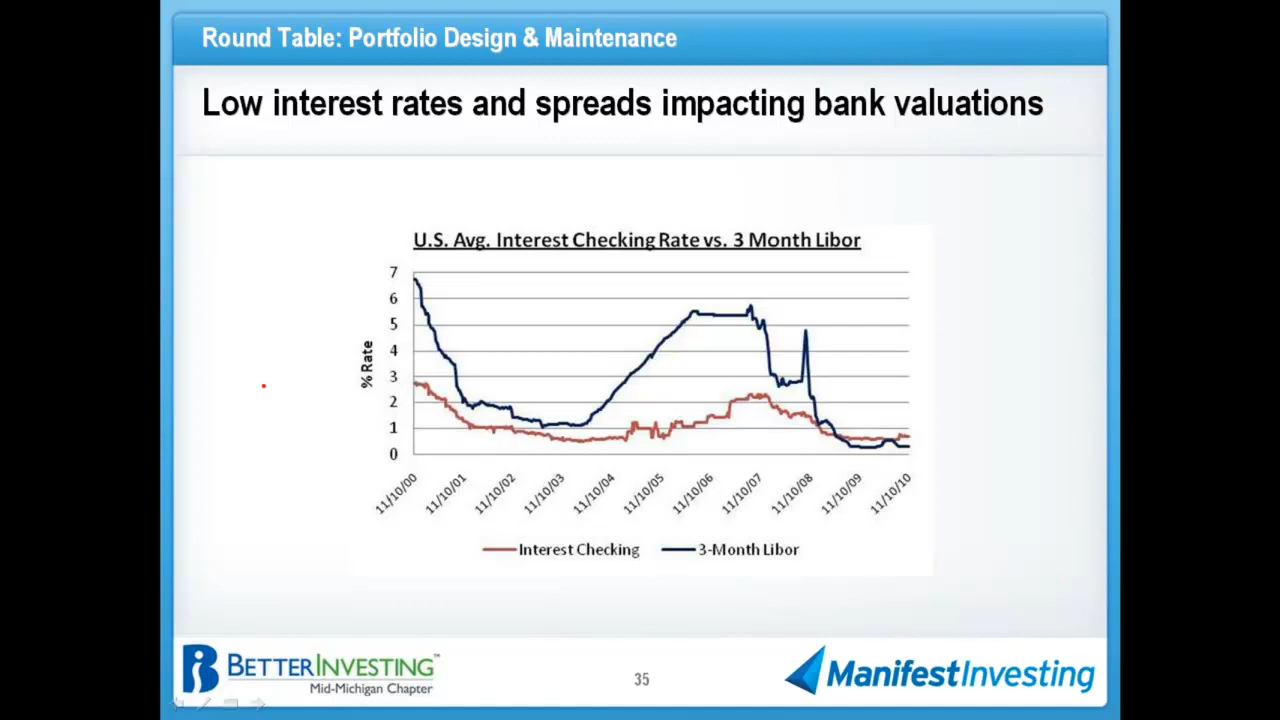 Round Table: Portfolio Design & Maintenance
Low interest rates and spreads impacting bank valuations
U.S. Avg. Interest Checking Rate vs. 3 Month Libor
% Rate
7
6
5
4
3
2
1
0
11/10/00
11/10/01
11/10/02
11/10/03
11/10/04
11/10/05
11/10/06
11/10/07
11/10/08
11/10/09
11/10/10
Interest Checking
3-Month Libor
BETTERINVESTING™
Mid-Michigan Chapter
35
ManifestInvesting